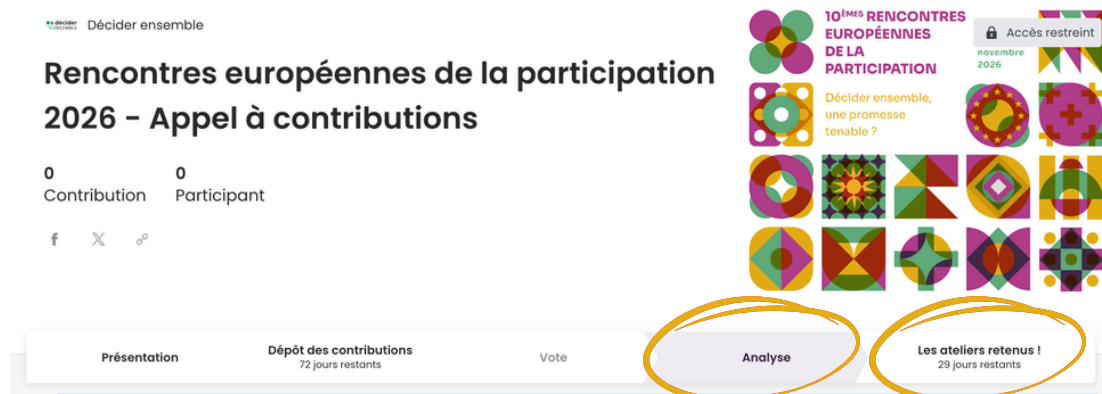 décider
ENSEMBLE
Décider ensemble
Rencontres européennes de la participation
2026 - Appel à contributions
0
Contribution
0
Participant
10ÈMES RENCONTRES
EUROPÉENNES
DE LA
PARTICIPATION
Accès restreint
novembre
2026
Décider ensemble,
une promesse
tenable ?
Présentation
Dépôt des contributions
72 jours restants
Vote
Analyse
Les ateliers retenus !
29 jours restants